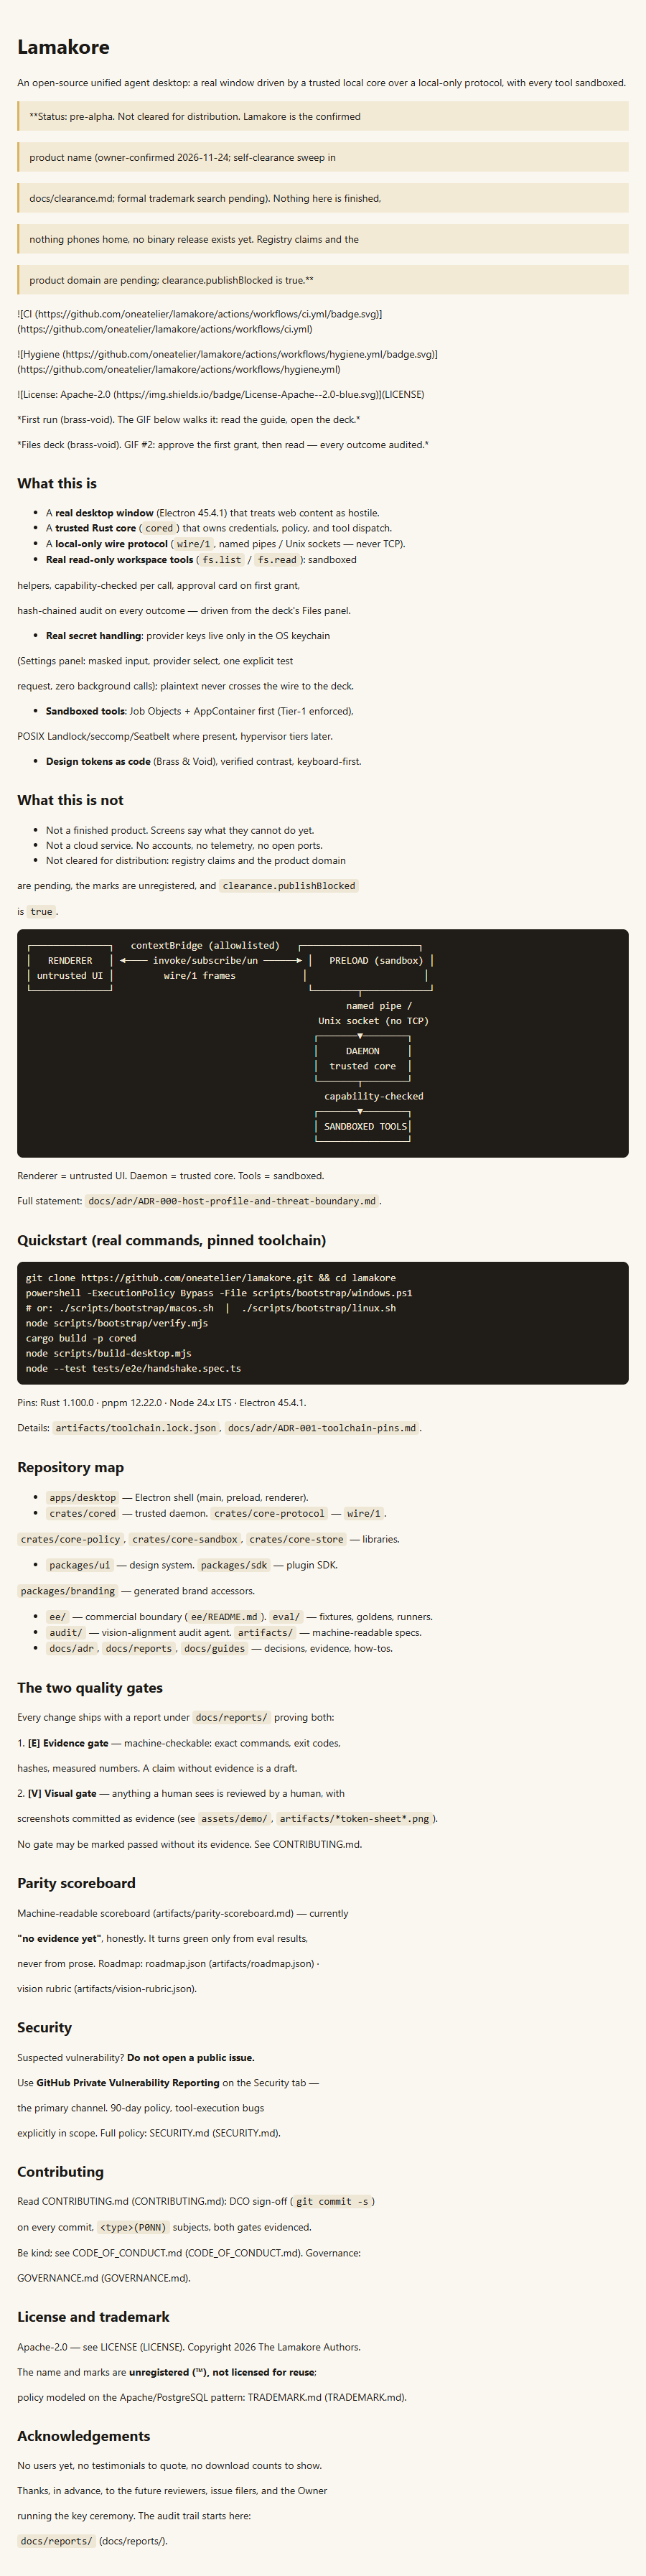 Lamakore
An open-source unified agent desktop: a real window driven by a trusted local core over a local-only protocol, with every tool sandboxed.
**Status: pre-alpha. Not cleared for distribution. Lamakore is the confirmed
product name (owner-confirmed 2026-11-24; self-clearance sweep in
docs/clearance.md; formal trademark search pending). Nothing here is finished,
nothing phones home, no binary release exists yet. Registry claims and the
product domain are pending; clearance.publishBlocked is true.**
![CI (https://github.com/oneatelier/lamakore/actions/workflows/ci.yml/badge.svg)]
(https://github.com/oneatelier/lamakore/actions/workflows/ci.yml)
![Hygiene (https://github.com/oneatelier/lamakore/actions/workflows/hygiene.yml/badge.svg)]
(https://github.com/oneatelier/lamakore/actions/workflows/hygiene.yml)
![License: Apache-2.0 (https://img.shields.io/badge/License-Apache--2.0-blue.svg)](LICENSE)
*First run (brass-void). The GIF below walks it: read the guide, open the deck.*
*Files deck (brass-void). GIF #2: approve the first grant, then read — every outcome audited.*
What this is
• A real desktop window (Electron 45.4.1) that treats web content as hostile.
• A trusted Rust core (cored) that owns credentials, policy, and tool dispatch.
• A local-only wire protocol (wire/1, named pipes / Unix sockets — never TCP).
• Real read-only workspace tools (fs.list / fs.read): sandboxed
helpers, capability-checked per call, approval card on first grant,
hash-chained audit on every outcome — driven from the deck's Files panel.
• Real secret handling: provider keys live only in the OS keychain
(Settings panel: masked input, provider select, one explicit test
request, zero background calls); plaintext never crosses the wire to the deck.
• Sandboxed tools: Job Objects + AppContainer first (Tier-1 enforced),
POSIX Landlock/seccomp/Seatbelt where present, hypervisor tiers later.
• Design tokens as code (Brass & Void), verified contrast, keyboard-first.
What this is not
• Not a finished product. Screens say what they cannot do yet.
• Not a cloud service. No accounts, no telemetry, no open ports.
• Not cleared for distribution: registry claims and the product domain
are pending, the marks are unregistered, and clearance.publishBlocked
is true.
contextBridge (allowlisted)
RENDERER ◄──── invoke/subscribe/un ──────► PRELOAD (sandbox)
untrusted UI wire/1 frames
named pipe /
Unix socket (no TCP)
DAEMON
trusted core
capability-checked
SANDBOXED TOOLS
Renderer = untrusted UI. Daemon = trusted core. Tools = sandboxed.
Full statement: docs/adr/ADR-000-host-profile-and-threat-boundary.md.
Quickstart (real commands, pinned toolchain)
git clone https://github.com/oneatelier/lamakore.git && cd lamakore
powershell -ExecutionPolicy Bypass -File scripts/bootstrap/windows.ps1
# or: ./scripts/bootstrap/macos.sh | ./scripts/bootstrap/linux.sh
node scripts/bootstrap/verify.mjs
cargo build -p cored
node scripts/build-desktop.mjs
node --test tests/e2e/handshake.spec.ts
Pins: Rust 1.100.0 · pnpm 12.22.0 · Node 24.x LTS · Electron 45.4.1.
Details: artifacts/toolchain.lock.json, docs/adr/ADR-001-toolchain-pins.md.
Repository map
• apps/desktop — Electron shell (main, preload, renderer).
• crates/cored — trusted daemon. crates/core-protocol — wire/1.
crates/core-policy, crates/core-sandbox, crates/core-store — libraries.
• packages/ui — design system. packages/sdk — plugin SDK.
packages/branding — generated brand accessors.
• ee/ — commercial boundary (ee/README.md). eval/ — fixtures, goldens, runners.
• audit/ — vision-alignment audit agent. artifacts/ — machine-readable specs.
• docs/adr, docs/reports, docs/guides — decisions, evidence, how-tos.
The two quality gates
Every change ships with a report under docs/reports/ proving both:
1. [E] Evidence gate — machine-checkable: exact commands, exit codes,
hashes, measured numbers. A claim without evidence is a draft.
2. [V] Visual gate — anything a human sees is reviewed by a human, with
screenshots committed as evidence (see assets/demo/, artifacts/*token-sheet*.png).
No gate may be marked passed without its evidence. See CONTRIBUTING.md.
Parity scoreboard
Machine-readable scoreboard (artifacts/parity-scoreboard.md) — currently
"no evidence yet", honestly. It turns green only from eval results,
never from prose. Roadmap: roadmap.json (artifacts/roadmap.json) ·
vision rubric (artifacts/vision-rubric.json).
Security
Suspected vulnerability? Do not open a public issue.
Use GitHub Private Vulnerability Reporting on the Security tab —
the primary channel. 90-day policy, tool-execution bugs
explicitly in scope. Full policy: SECURITY.md (SECURITY.md).
Contributing
Read CONTRIBUTING.md (CONTRIBUTING.md): DCO sign-off (git commit -s)
on every commit, <type>(P0NN) subjects, both gates evidenced.
Be kind; see CODE_OF_CONDUCT.md (CODE_OF_CONDUCT.md). Governance:
GOVERNANCE.md (GOVERNANCE.md).
License and trademark
Apache-2.0 — see LICENSE (LICENSE). Copyright 2026 The Lamakore Authors.
The name and marks are unregistered (™), not licensed for reuse;
policy modeled on the Apache/PostgreSQL pattern: TRADEMARK.md (TRADEMARK.md).
Acknowledgements
No users yet, no testimonials to quote, no download counts to show.
Thanks, in advance, to the future reviewers, issue filers, and the Owner
running the key ceremony. The audit trail starts here:
docs/reports/ (docs/reports/).